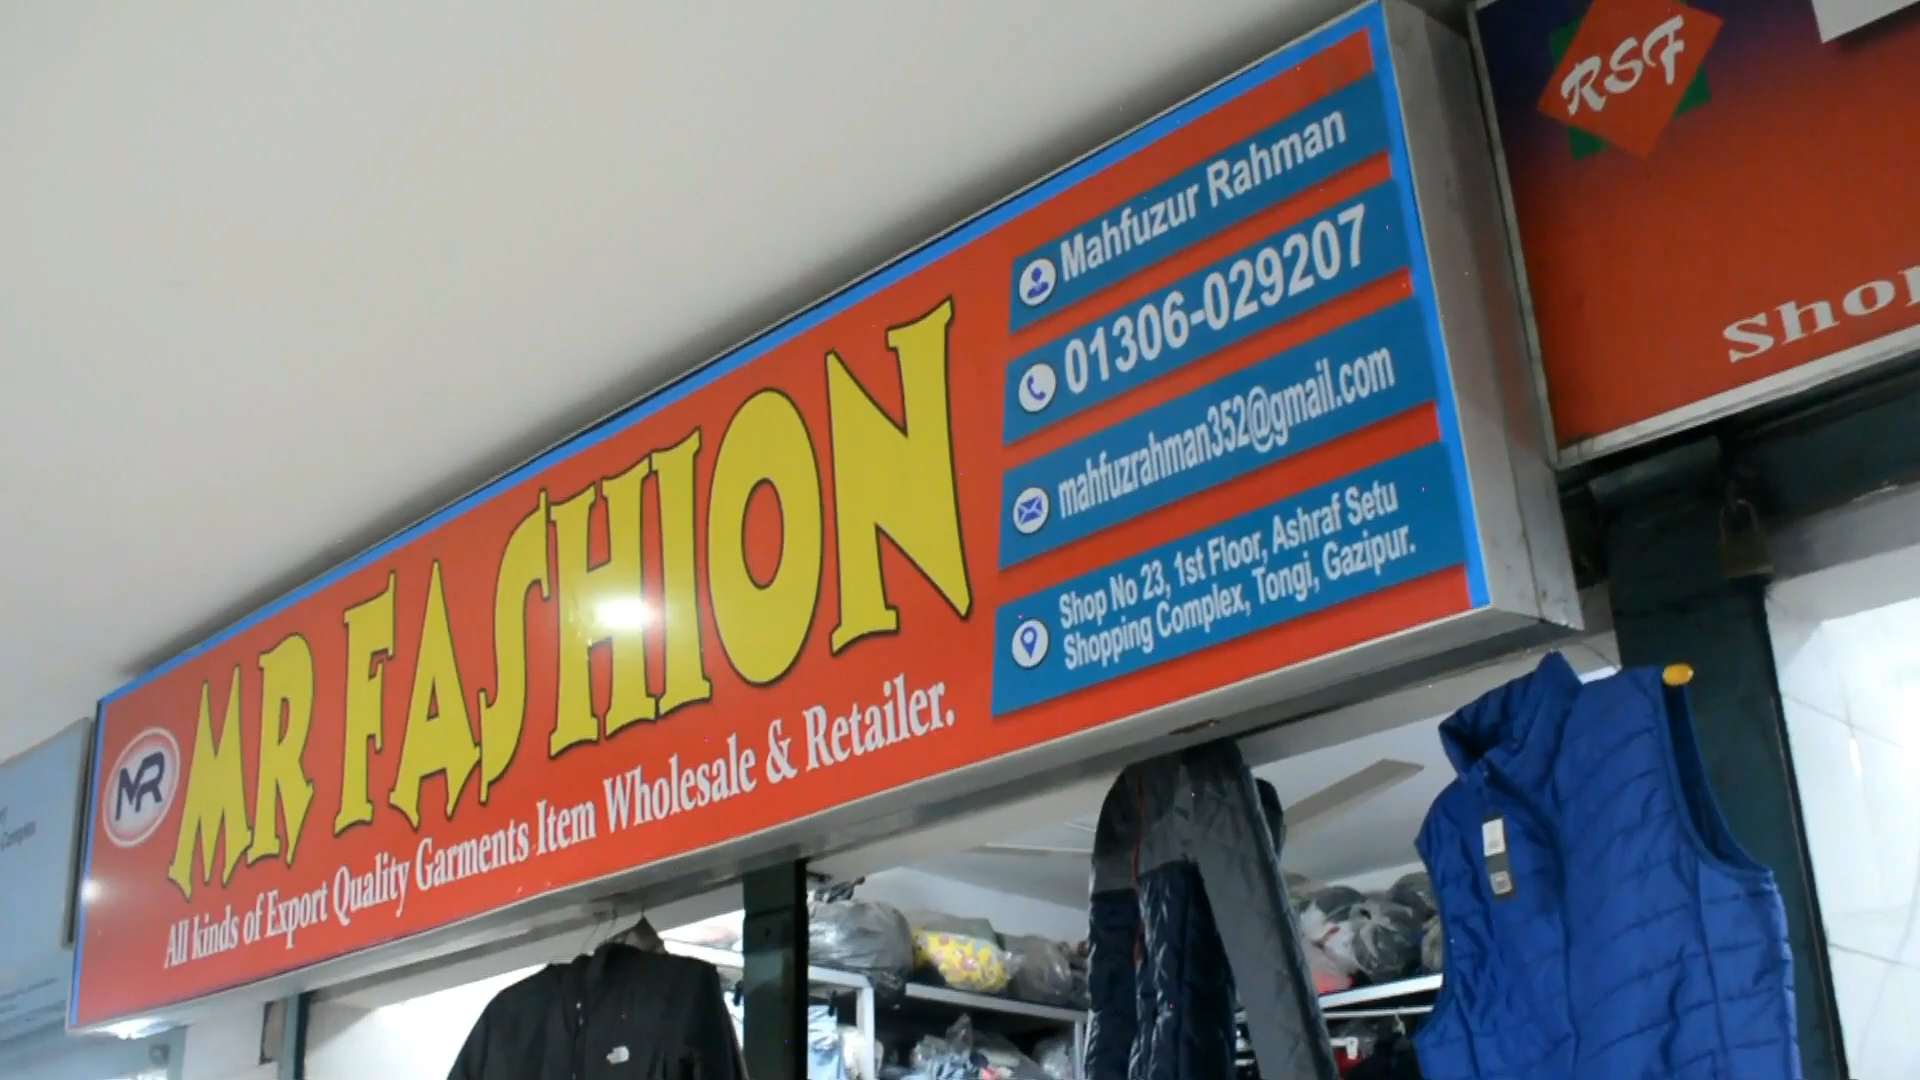 MR
MR FASHION
All kinds of Export Quality Garments Item Wholesale & Retailer.
Mahfuzur Rahman
01306-029207
mahfuzrahman352@gmail.com
Shop No 23, 1st Floor, Ashraf Setu
Shopping Complex, Tongi, Gazipur.
RSF